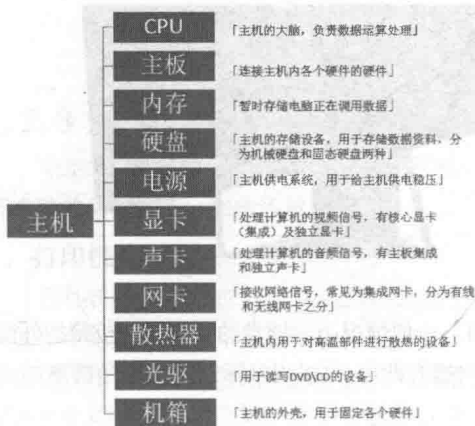 CPU
「主机的大脑，负责数据运算处理」
主板
「连接主机内各个硬件的硬件」
内存
「暂时存储电脑正在调用数据」
硬盘
「主机的存储设备，用于存储数据资料，分
为机械硬盘和固态硬盘两种」
电源
「主机供电系统，用于给主机供电稳压」
主机
显卡
「处理计算机的视频信号，有核心显卡
（集成）及独立显卡」
声卡
「处理计算机的音频信号，有主板集成
和独立声卡」
网卡
「接收网络信号，常见为集成网卡，分为有线
和无线网卡之分」
散热器
「主机内用于对高温部件进行散热的设备」
光驱
「用于读写DVD\CD的设备」
机箱
「主机的外壳，用于固定各个硬件」